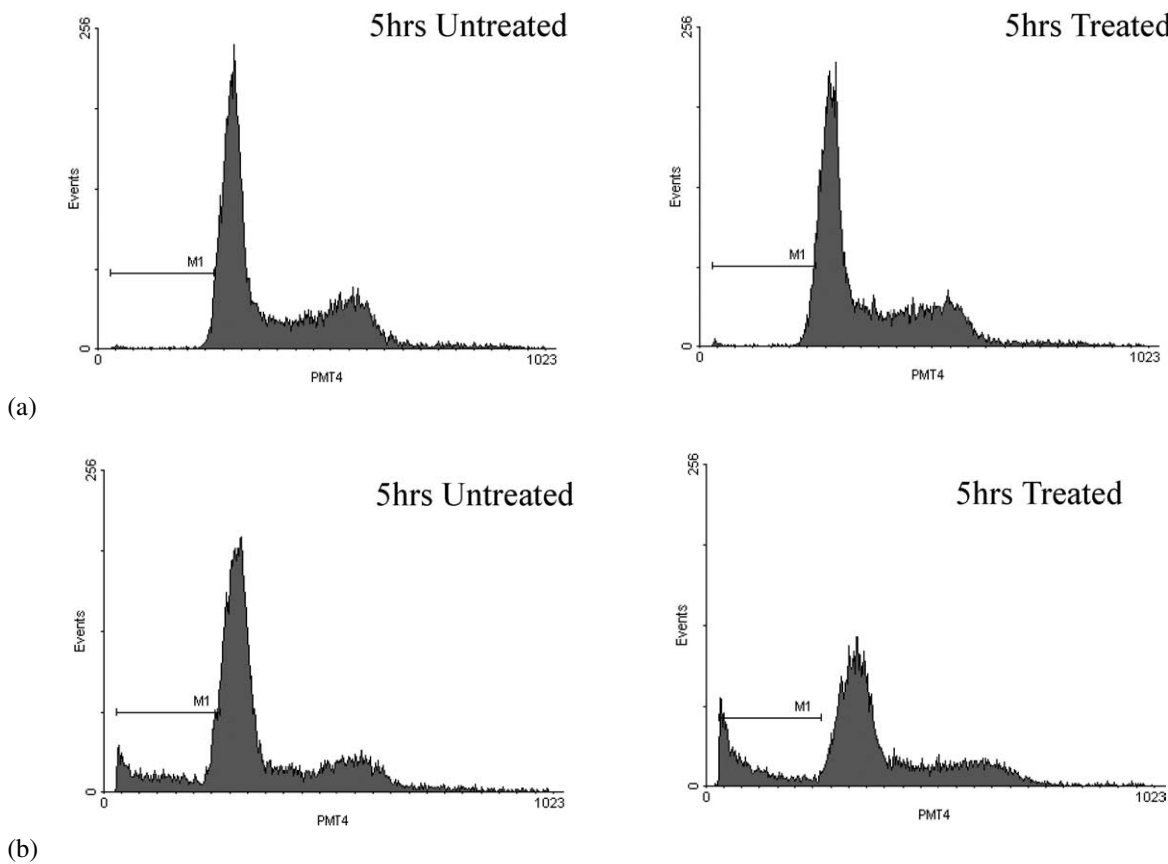 5hrs Untreated
256
Events
M1
0
0
1023
PMT4
5hrs Treated
256
Events
M1
0
0
1023
PMT4
(a)
5hrs Untreated
256
Events
M1
0
0
1023
PMT4
5hrs Treated
256
Events
M1
0
0
1023
PMT4
(b)